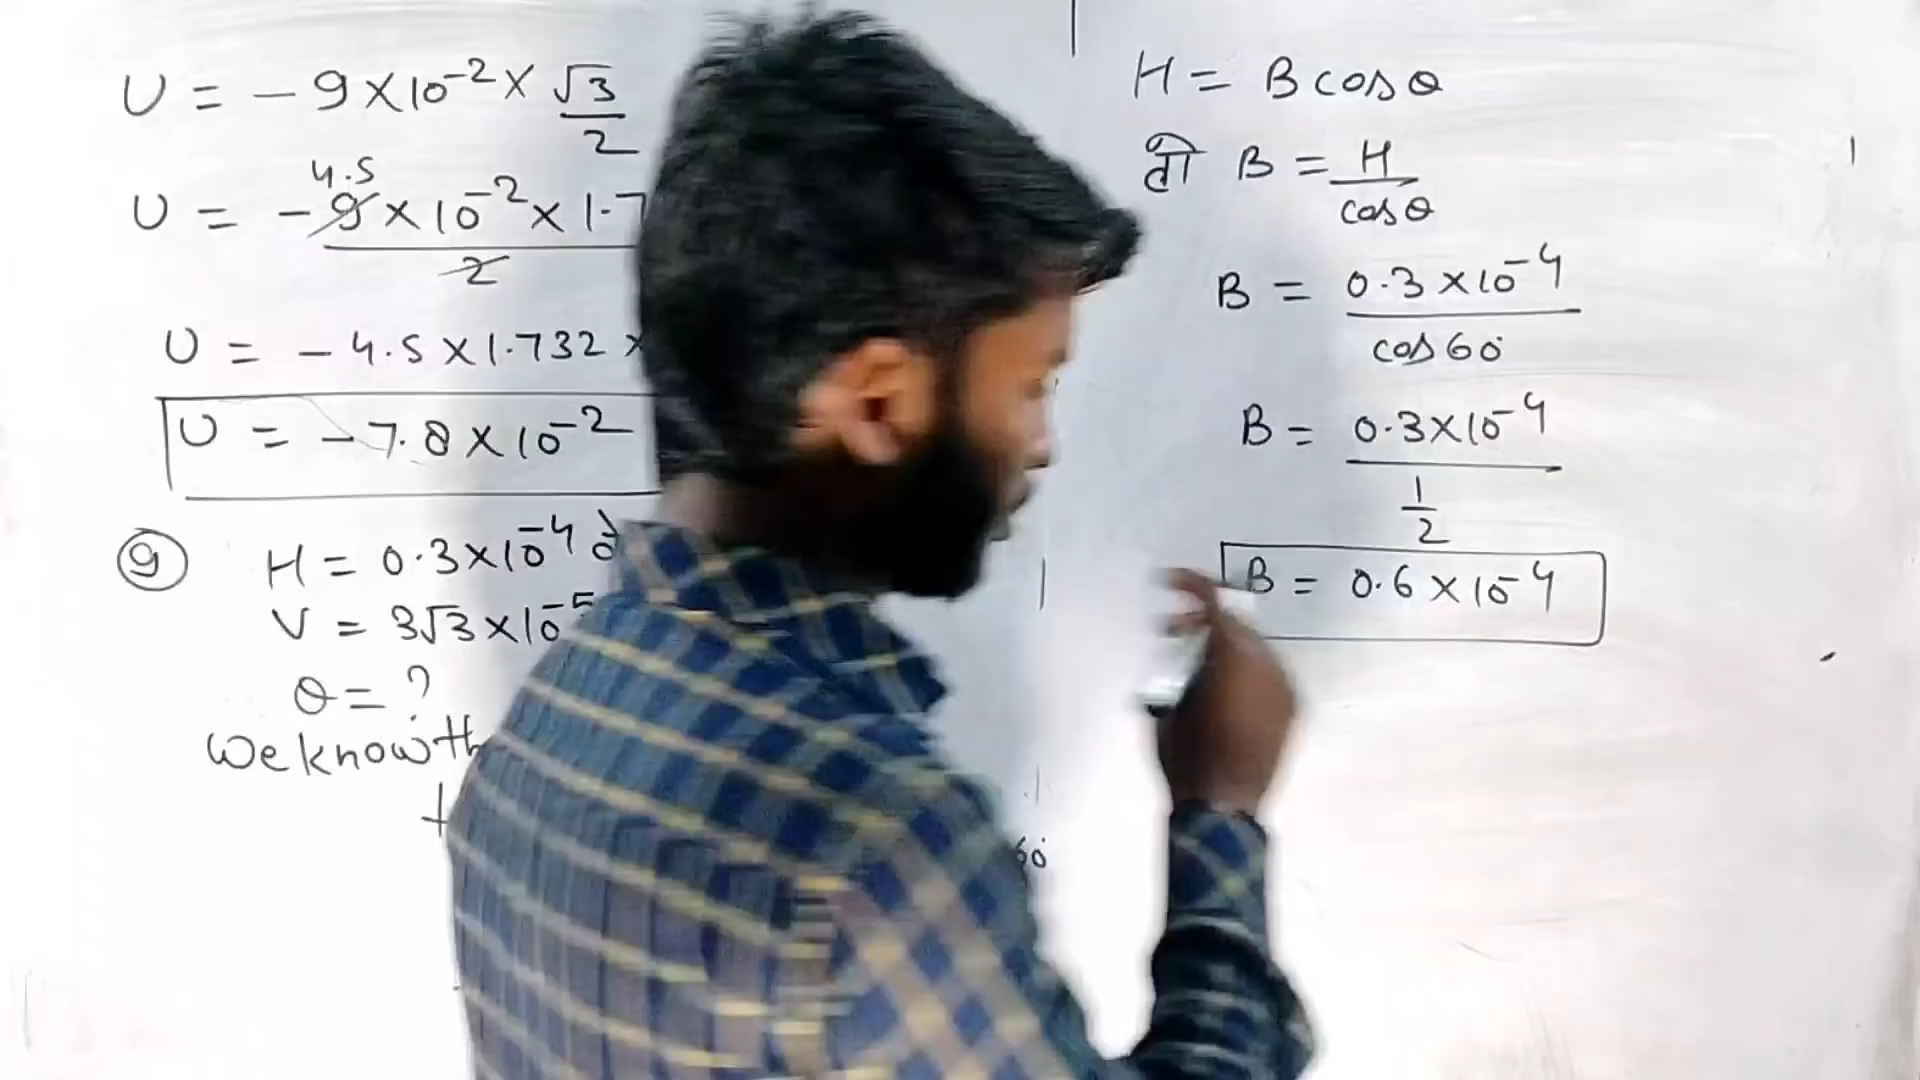 U = - 9 × 10⁻² × √3/2
4.5
U = - 9 × 10⁻² × 1.7
2
U = - 4.5 × 1.732 ×
U = - 7.8 × 10⁻²
⑨ H = 0.3 × 10⁻⁴
V = 3√3 × 10⁻⁵
θ = ?
We know
60°
H = B cos θ
तो B = H/cos θ
B = 0.3 × 10⁻⁴/cos 60°
B = 0.3 × 10⁻⁴/(1/2)
B = 0.6 × 10⁻⁴